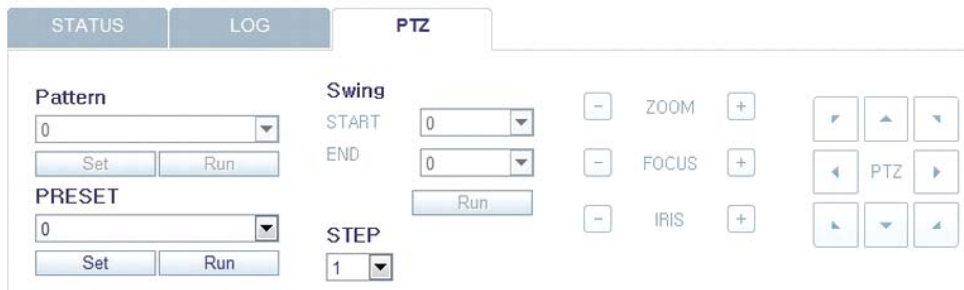 STATUS LOG PTZ
Pattern
0
Set Run
PRESET
0
Set Run
Swing
START 0
END 0
Run
STEP
1
- ZOOM +
- FOCUS +
- IRIS +
PTZ